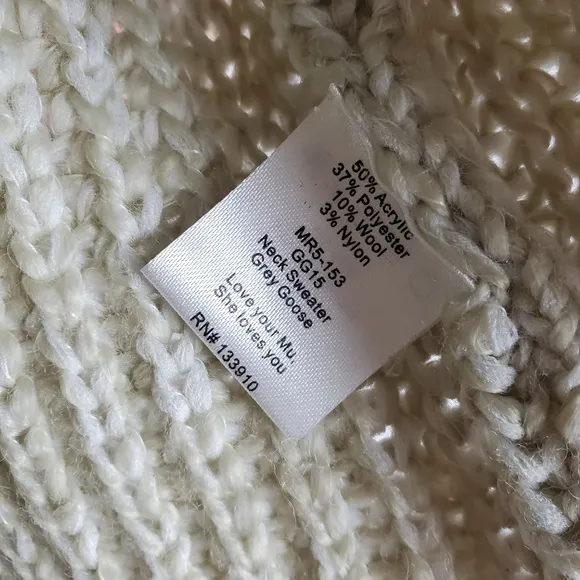 50% Acrylic
37% Polyester
10% Wool
3% Nylon
MR5-153
GG15
Neck Sweater
Grey Goose
Love your Mu
She loves you
RN# 133910